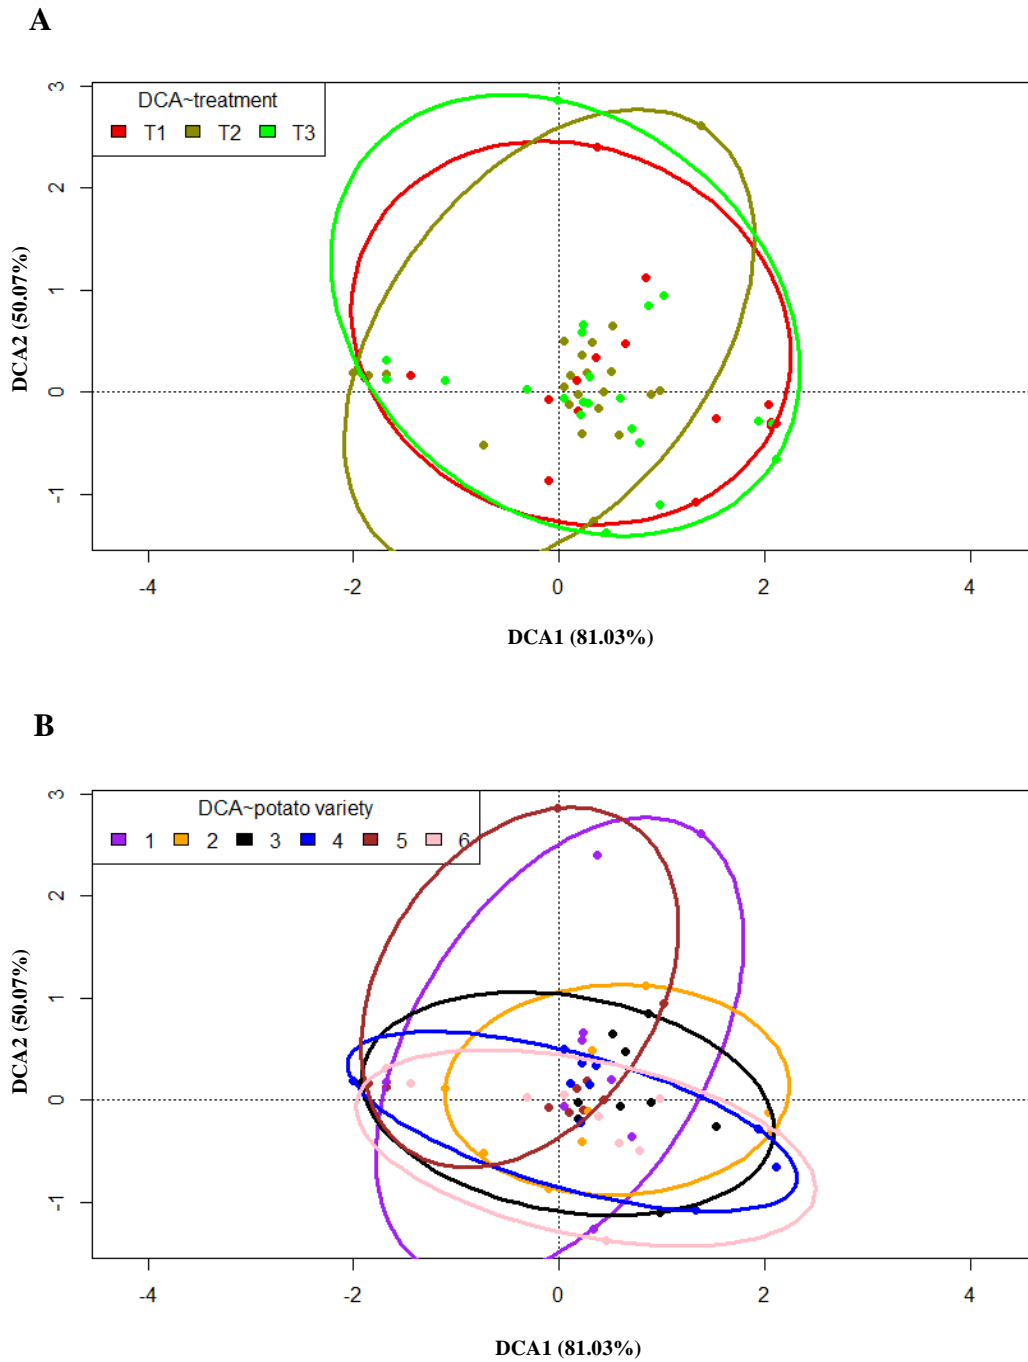 A
DCA~treatment
T1 T2 T3
3
2
1
0
-1
DCA2 (50.07%)
-4 -2 0 2 4
DCA1 (81.03%)
B
DCA~potato variety
1 2 3 4 5 6
3
2
1
0
-1
DCA2 (50.07%)
-4 -2 0 2 4
DCA1 (81.03%)